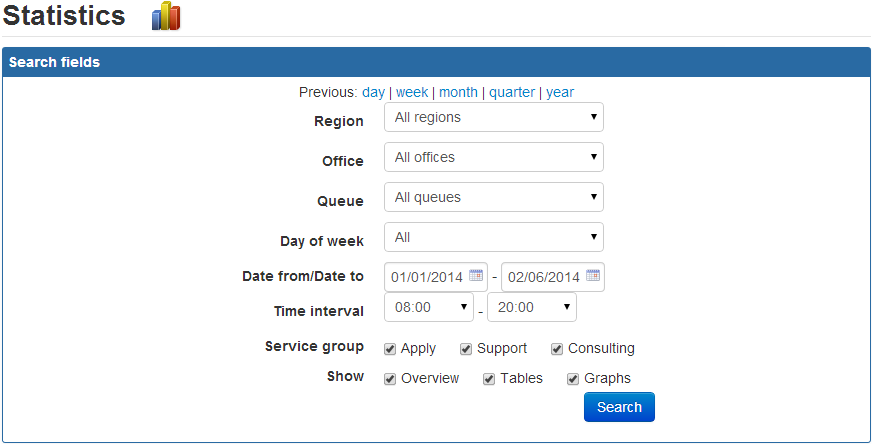 Statistics
Search fields
Previous: day | week | month | quarter | year
Region All regions
Office All offices
Queue All queues
Day of week All
Date from/Date to 01/01/2014 - 02/06/2014
Time interval 08:00 - 20:00
Service group Apply Support Consulting
Show Overview Tables Graphs
Search